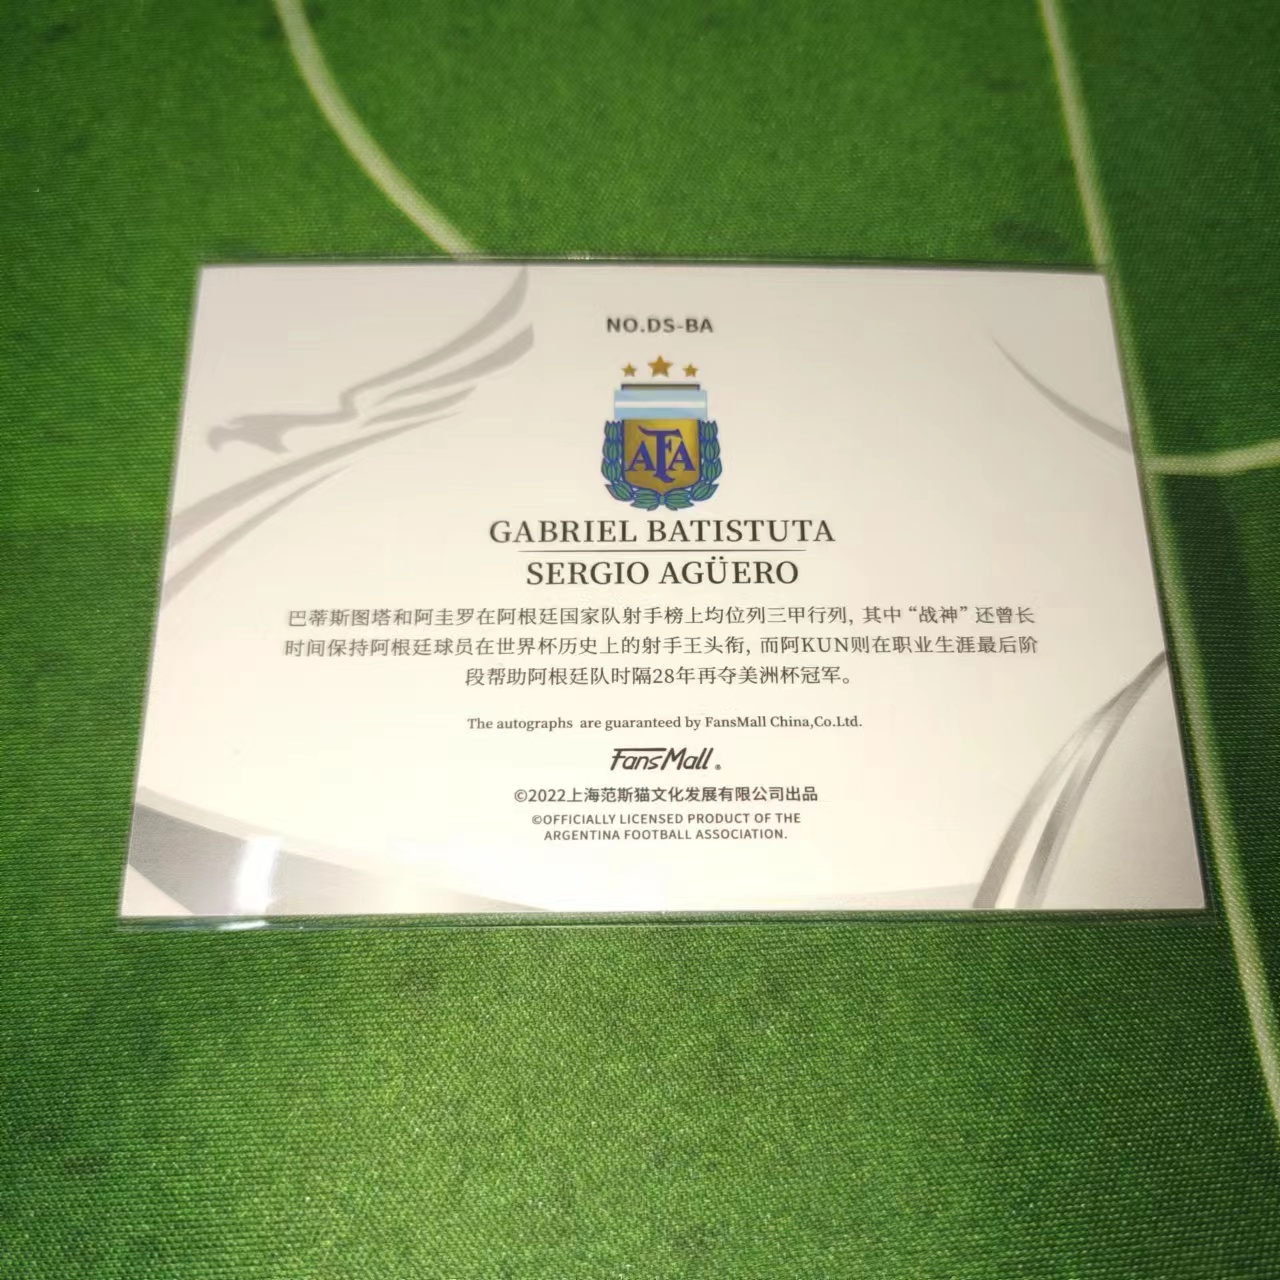 NO.DS-BA
AFA
GABRIEL BATISTUTA
SERGIO AGÜERO
巴蒂斯图塔和阿圭罗在阿根廷国家队射手榜上均位列三甲行列, 其中“战神”还曾长
时间保持阿根廷球员在世界杯历史上的射手王头衔, 而阿KUN则在职业生涯最后阶
段帮助阿根廷队时隔28年再夺美洲杯冠军。
The autographs are guaranteed by FansMall China,Co.Ltd.
FansMall®
©2022上海范斯猫文化发展有限公司出品
©OFFICIALLY LICENSED PRODUCT OF THE
ARGENTINA FOOTBALL ASSOCIATION.